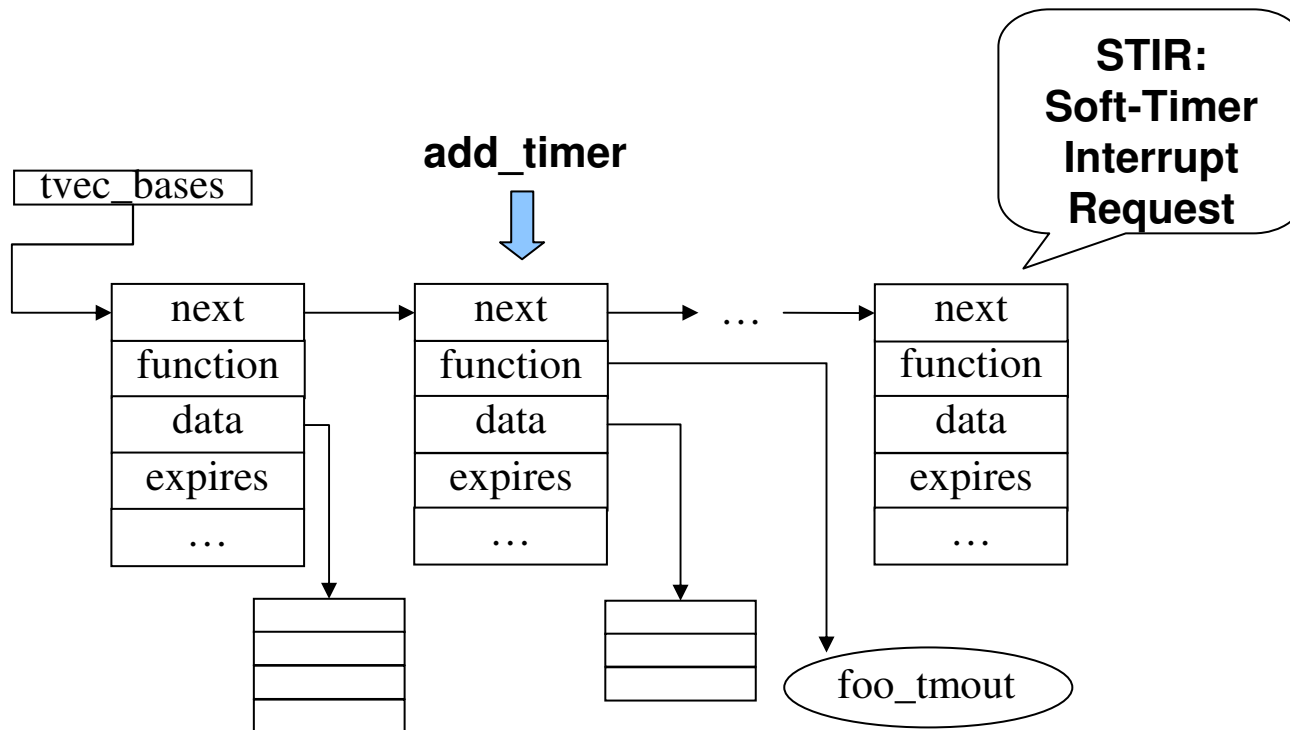 STIR:
Soft-Timer
Interrupt
Request
add_timer
tvec_bases
next
function
data
expires
…
next
function
data
expires
…
…
next
function
data
expires
…
foo_tmout